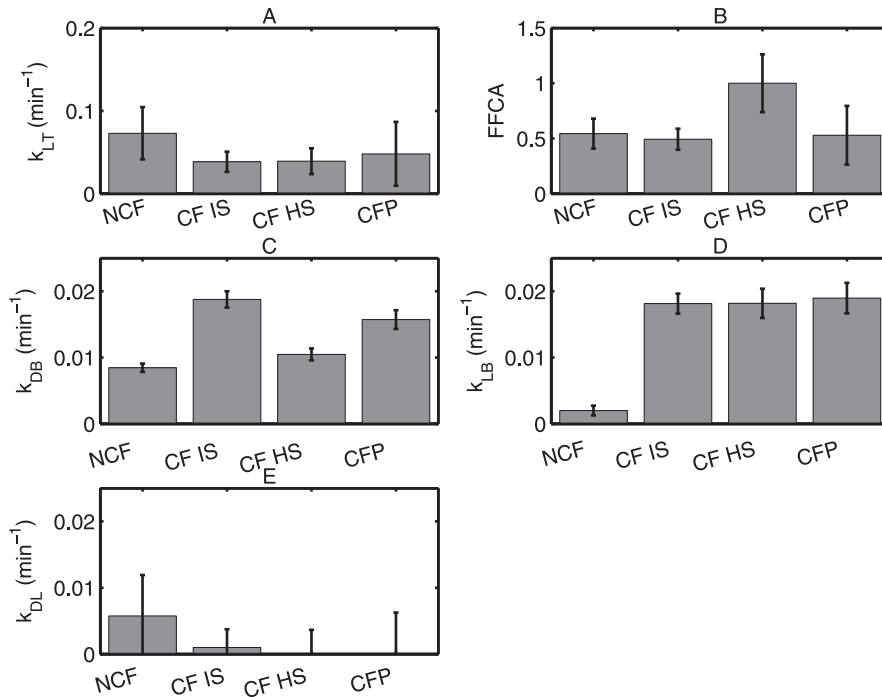 A
k_LT (min⁻¹)
0.2
0.1
0
NCF
CF IS
CF HS
CFP
B
FFCA
1.5
1
0.5
0
NCF
CF IS
CF HS
CFP
C
k_DB (min⁻¹)
0.02
0.01
0
NCF
CF IS
CF HS
CFP
D
k_LB (min⁻¹)
0.02
0.01
0
NCF
CF IS
CF HS
CFP
E
k_DL (min⁻¹)
0.02
0.01
0
NCF
CF IS
CF HS
CFP